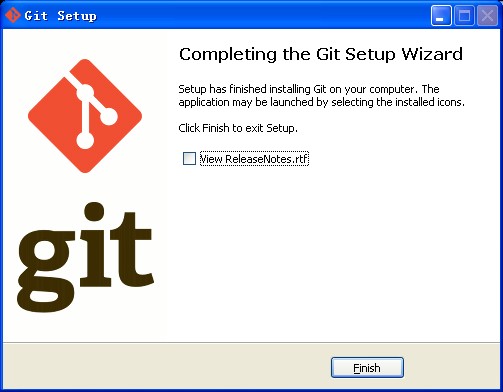 Git Setup
Completing the Git Setup Wizard
Setup has finished installing Git on your computer. The
application may be launched by selecting the installed icons.
Click Finish to exit Setup.
View ReleaseNotes.rtf
git
Finish